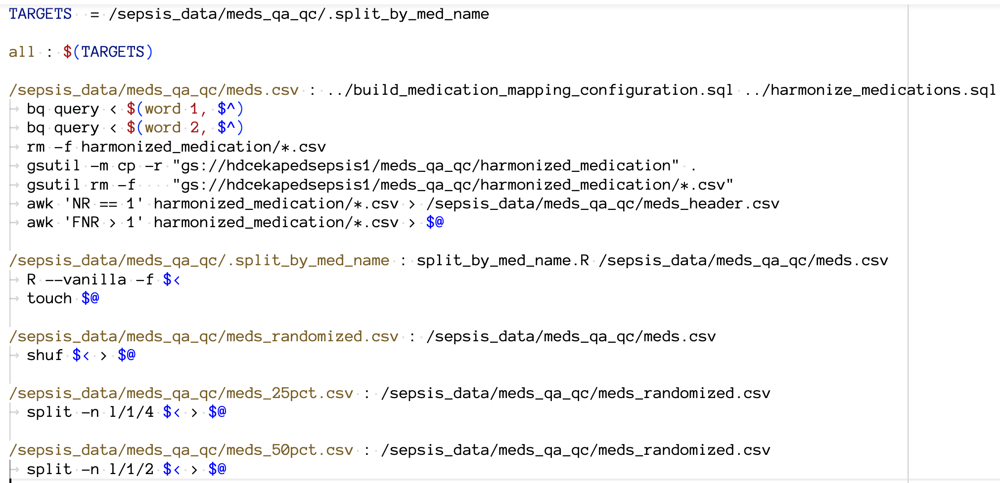 TARGETS  = /sepsis_data/meds_qa_qc/.split_by_med_name
all : $(TARGETS)
/sepsis_data/meds_qa_qc/meds.csv : ../build_medication_mapping_configuration.sql ../harmonize_medications.sql
bq query < $(word 1, $^)
bq query < $(word 2, $^)
rm -f harmonized_medication/*.csv
gsutil -m cp -r "gs://hdcekapedsepsis1/meds_qa_qc/harmonized_medication" .
gsutil rm -f    "gs://hdcekapedsepsis1/meds_qa_qc/harmonized_medication/*.csv"
awk 'NR == 1' harmonized_medication/*.csv > /sepsis_data/meds_qa_qc/meds_header.csv
awk 'FNR > 1' harmonized_medication/*.csv > $@
/sepsis_data/meds_qa_qc/.split_by_med_name : split_by_med_name.R /sepsis_data/meds_qa_qc/meds.csv
R --vanilla -f $<
touch $@
/sepsis_data/meds_qa_qc/meds_randomized.csv : /sepsis_data/meds_qa_qc/meds.csv
shuf $< > $@
/sepsis_data/meds_qa_qc/meds_25pct.csv : /sepsis_data/meds_qa_qc/meds_randomized.csv
split -n l/1/4 $< > $@
/sepsis_data/meds_qa_qc/meds_50pct.csv : /sepsis_data/meds_qa_qc/meds_randomized.csv
split -n l/1/2 $< > $@